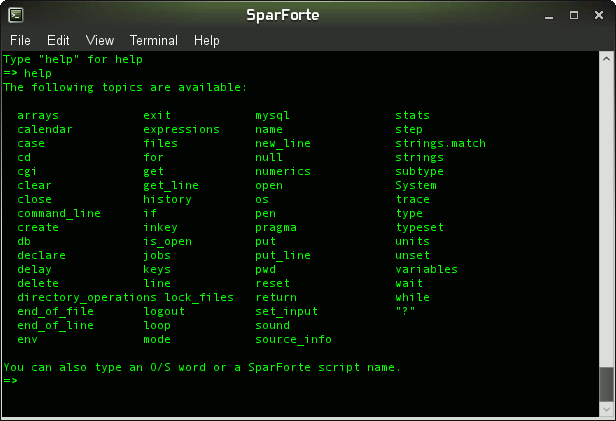 SparForte
File Edit View Terminal Help
Type "help" for help
=> help
The following topics are available:
arrays exit mysql stats
calendar expressions name step
case files new_line strings.match
cd for null strings
cgi get numerics subtype
clear get_line open System
close history os trace
command_line if pen type
create inkey pragma typeset
db is_open put units
declare jobs put_line unset
delay keys pwd variables
delete line reset wait
directory_operations lock_files return while
end_of_file logout set_input "?"
end_of_line loop sound
env mode source_info
You can also type an O/S word or a SparForte script name.
=>